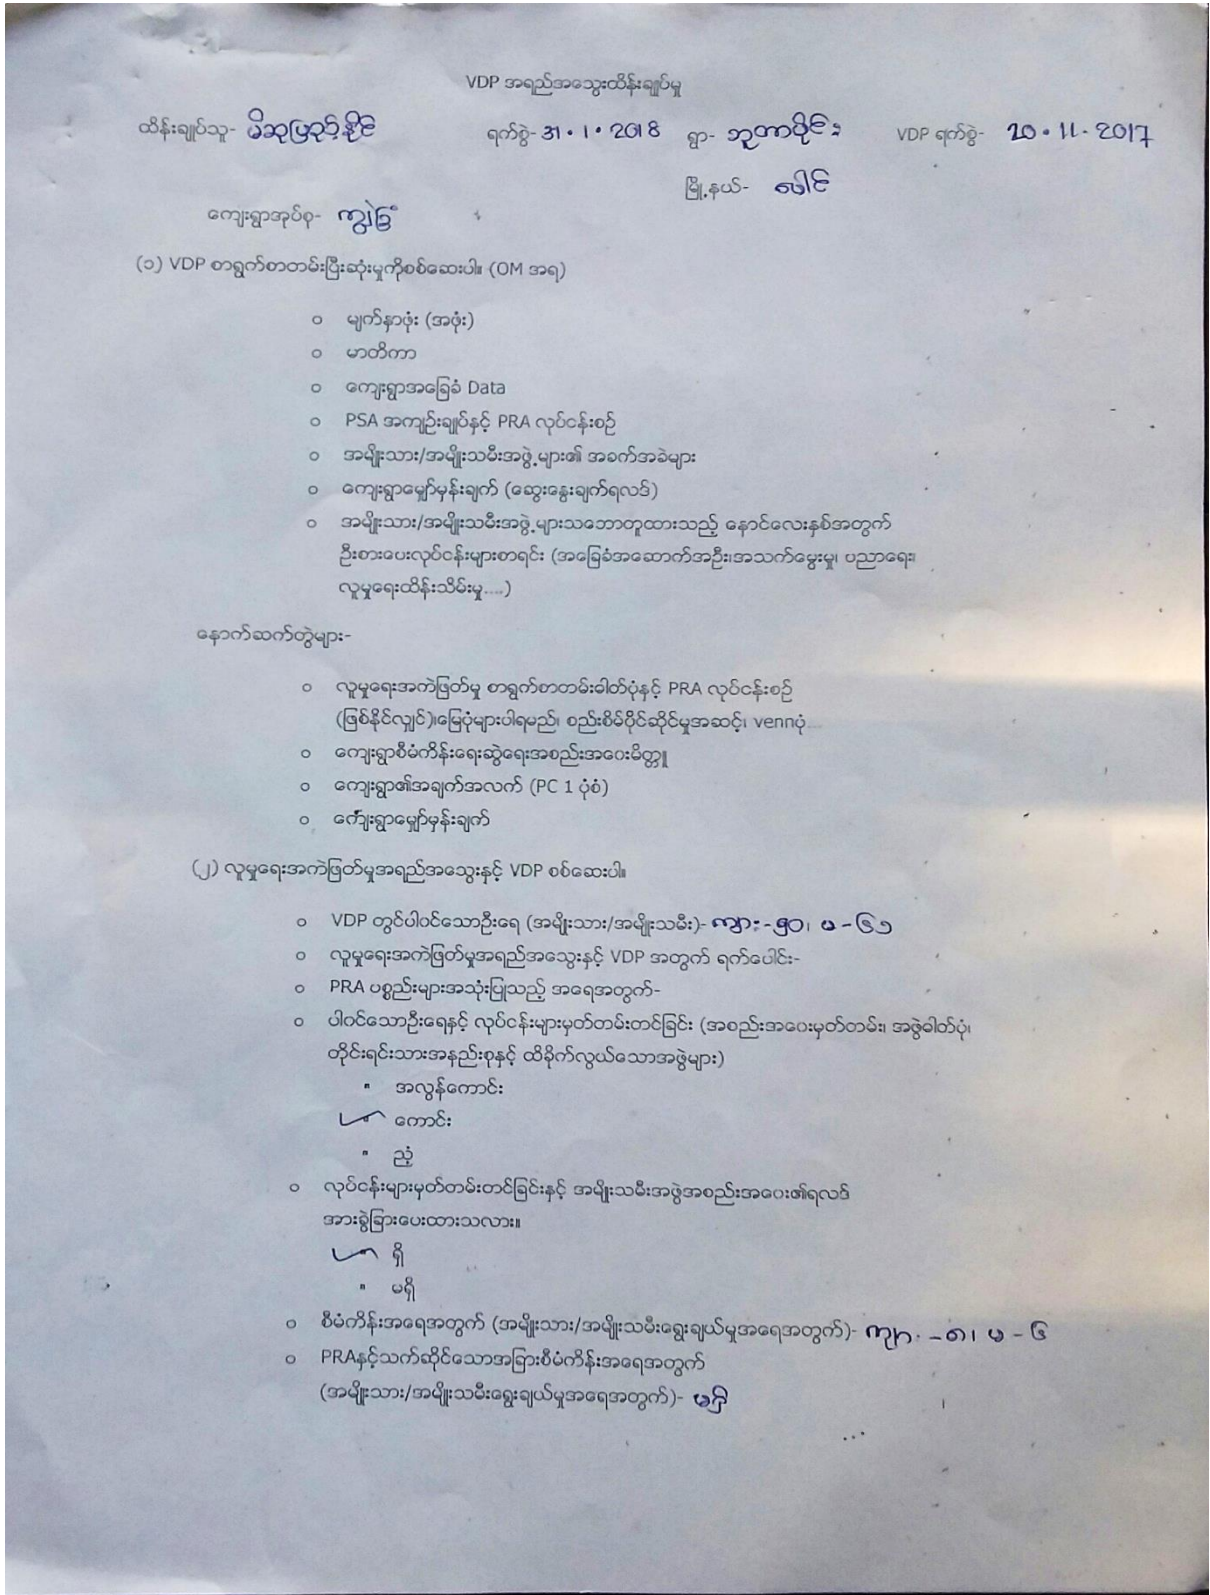 VDP အရည်အသွေးထိန်းချုပ်မှု
ထိန်းချုပ်သူ- မိဆုမြတ်နိုင် ရက်စွဲ- 31.1.2018 ရွာ- ဘူတာပိုင်း VDP ရက်စွဲ- 20.11.2017
မြို့နယ်- ပေါင်
ကျေးရွာအုပ်စု- ကျွဲခြံ
(၁) VDP စာရွက်စာတမ်းပြီးဆုံးမှုကိုစစ်ဆေးပါ။ (OM အရ)
o မျက်နှာဖုံး (အဖုံး)
o မာတိကာ
o ကျေးရွာအခြေခံ Data
o PSA အကျဉ်းချုပ်နှင့် PRA လုပ်ငန်းစဉ်
o အမျိုးသား/အမျိုးသမီးအဖွဲ့များ၏ အခက်အခဲများ
o ကျေးရွာမျှော်မှန်းချက် (ဆွေးနွေးချက်ရလဒ်)
o အမျိုးသား/အမျိုးသမီးအဖွဲ့များသဘောတူထားသည့် နောင်လေးနှစ်အတွက်
ဦးစားပေးလုပ်ငန်းများစာရင်း (အခြေခံအဆောက်အဦး၊အသက်မွေးမှု၊ ပညာရေး၊
လူမှုရေးထိန်းသိမ်းမှု....)
နောက်ဆက်တွဲများ-
o လူမှုရေးအကဲဖြတ်မှု စာရွက်စာတမ်းဓါတ်ပုံနှင့် PRA လုပ်ငန်းစဉ်
(ဖြစ်နိုင်လျှင်)၊မြေပုံများပါရမည်၊ စည်းစိမ်ပိုင်ဆိုင်မှုအဆင့်၊ vennပုံ...
o ကျေးရွာစီမံကိန်းရေးဆွဲရေးအစည်းအဝေးမိတ္တူ
o ကျေးရွာ၏အချက်အလက် (PC 1 ပုံစံ)
o ကျေးရွာမျှော်မှန်းချက်
(၂) လူမှုရေးအကဲဖြတ်မှုအရည်အသွေးနှင့် VDP စစ်ဆေးပါ။
o VDP တွင်ပါဝင်သောဦးရေ (အမျိုးသား/အမျိုးသမီး)- ကျား-၅၀၊ မ-၆၁
o လူမှုရေးအကဲဖြတ်မှုအရည်အသွေးနှင့် VDP အတွက် ရက်ပေါင်း-
o PRA ပစ္စည်းများအသုံးပြုသည့် အရေအတွက်-
o ပါဝင်သောဦးရေနှင့် လုပ်ငန်းများမှတ်တမ်းတင်ခြင်း (အစည်းအဝေးမှတ်တမ်း၊ အဖွဲဓါတ်ပုံ၊
တိုင်းရင်းသားအနည်းစုနှင့် ထိခိုက်လွယ်သောအဖွဲများ)
▪ အလွန်ကောင်း
✓ ကောင်း
▪ ညံ့
o လုပ်ငန်းများမှတ်တမ်းတင်ခြင်းနှင့် အမျိုးသမီးအဖွဲအစည်းအဝေး၏ရလဒ်
အားခွဲခြားပေးထားသလား။
✓ ရှိ
▪ မရှိ
o စီမံကိန်းအရေအတွက် (အမျိုးသား/အမျိုးသမီးရွေးချယ်မှုအရေအတွက်)- ကျား - ၈၊ မ - ၆
o PRAနှင့်သက်ဆိုင်သောအခြားစီမံကိန်းအရေအတွက်
(အမျိုးသား/အမျိုးသမီးရွေးချယ်မှုအရေအတွက်)- မရှိ